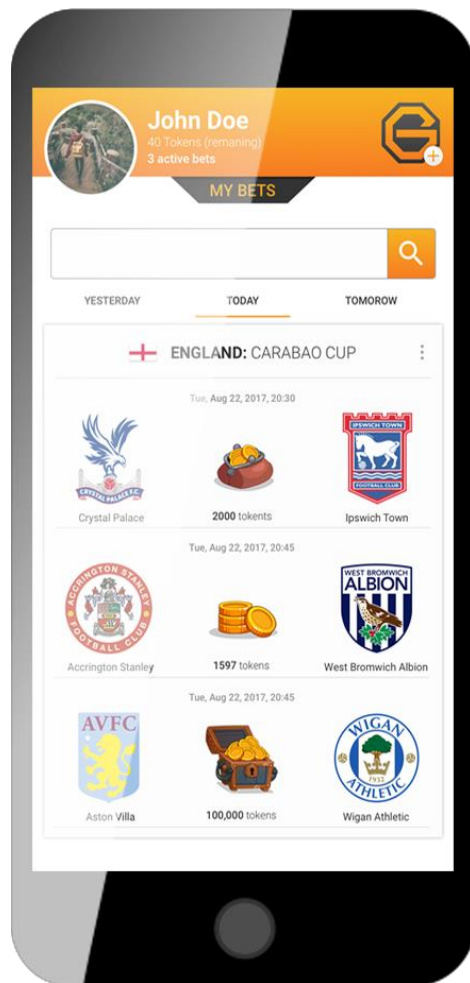 John Doe
40 Tokens (remaning)
3 active bets
MY BETS
YESTERDAY TODAY TOMOROW
ENGLAND: CARABAO CUP
Tue, Aug 22, 2017, 20:30
CRYSTAL PALACE F.C.
IPSWICH TOWN
FOOTBALL CLUB
Crystal Palace 2000 tokents Ipswich Town
Tue, Aug 22, 2017, 20:45
ACCRINGTON STANLEY
FOOTBALL CLUB
WEST BROMWICH
ALBION
Accrington Stanley 1597 tokens West Bromwich Albion
Tue, Aug 22, 2017, 20:45
AVFC
WIGAN
1932
ATHLETIC
Aston Villa 100,000 tokens Wigan Athletic